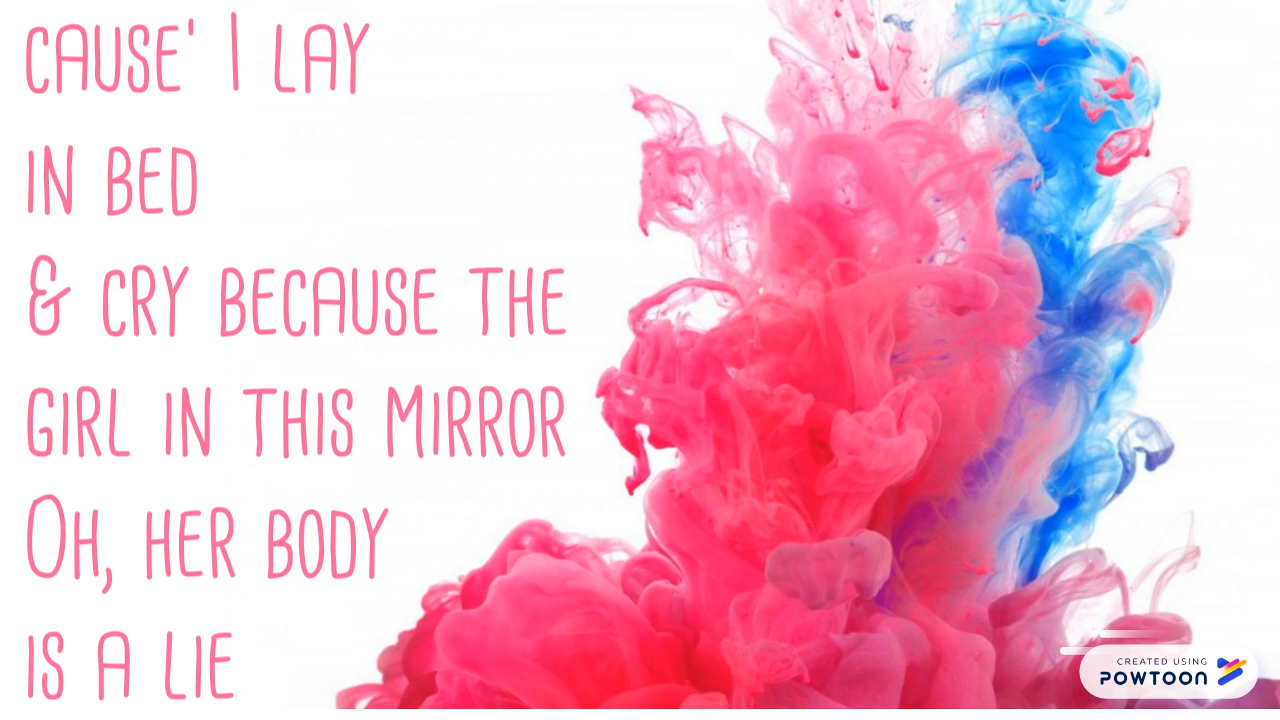 cause' I lay
in bed
& cry because the
girl in this mirror
Oh, her body
is a lie
CREATED USING
POWTOON